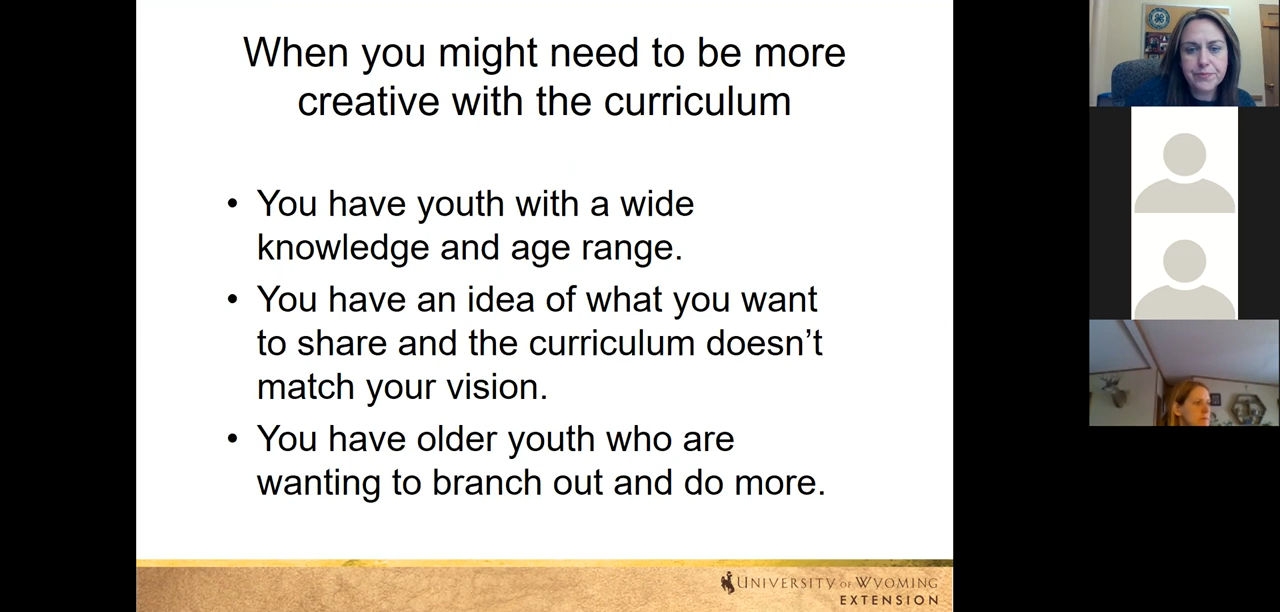 When you might need to be more
creative with the curriculum
• You have youth with a wide
knowledge and age range.
• You have an idea of what you want
to share and the curriculum doesn’t
match your vision.
• You have older youth who are
wanting to branch out and do more.
UNIVERSITY OF WYOMING
EXTENSION